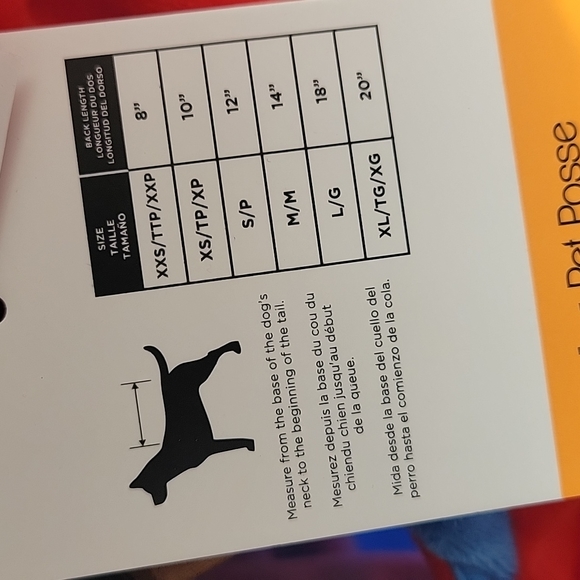 SIZE
TAILLE
TAMAÑO
BACK LENGTH
LONGUEUR DU DOS
LONGITUD DEL DORSO
XXS/TTP/XXP 8”
XS/TP/XP 10”
S/P 12”
M/M 14”
L/G 18”
XL/TG/XG 20”
Measure from the base of the dog's
neck to the beginning of the tail.
Mesurez depuis la base du cou du
chiendu chien jusqu'au début
de la queue.
Mida desde la base del cuello del
perro hasta el comienzo de la cola.
Pet Posse